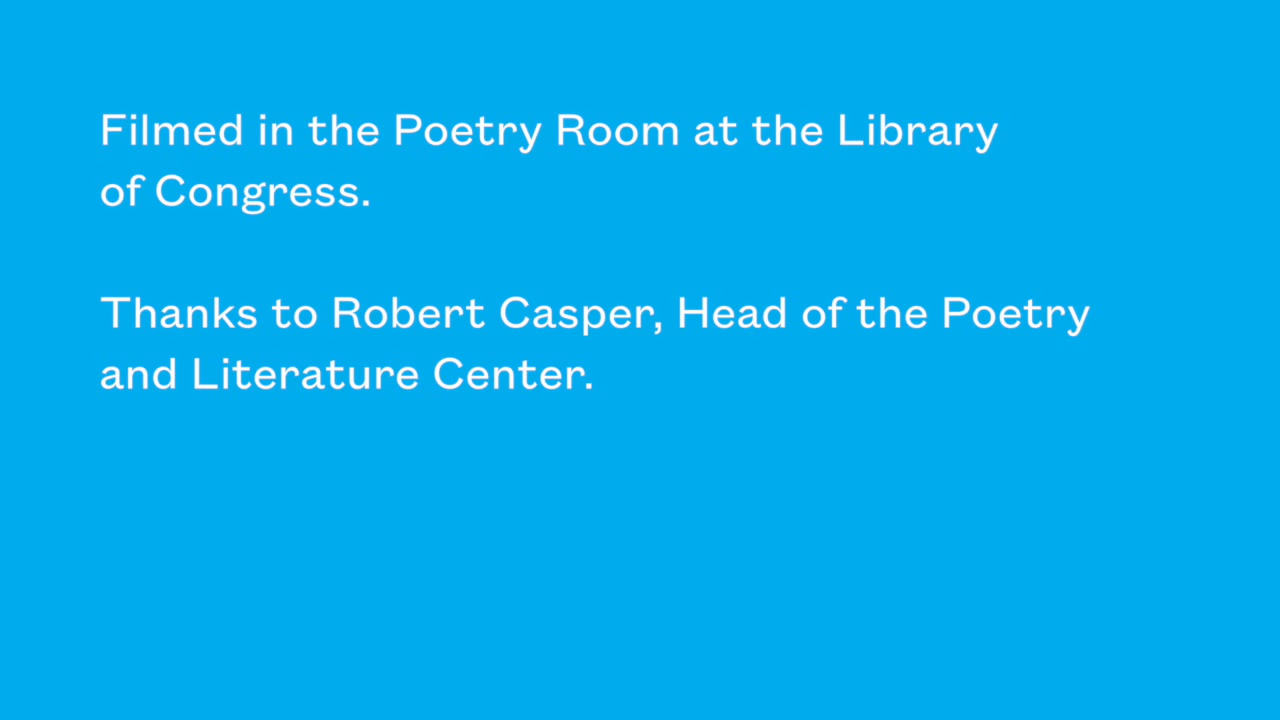 Filmed in the Poetry Room at the Library
of Congress.
Thanks to Robert Casper, Head of the Poetry
and Literature Center.